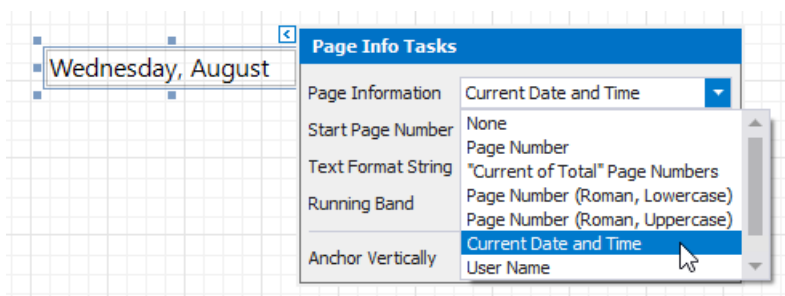 Wednesday, August
Page Info Tasks
Page Information
Current Date and Time
Start Page Number
Text Format String
Running Band
Anchor Vertically
None
Page Number
"Current of Total" Page Numbers
Page Number (Roman, Lowercase)
Page Number (Roman, Uppercase)
Current Date and Time
User Name